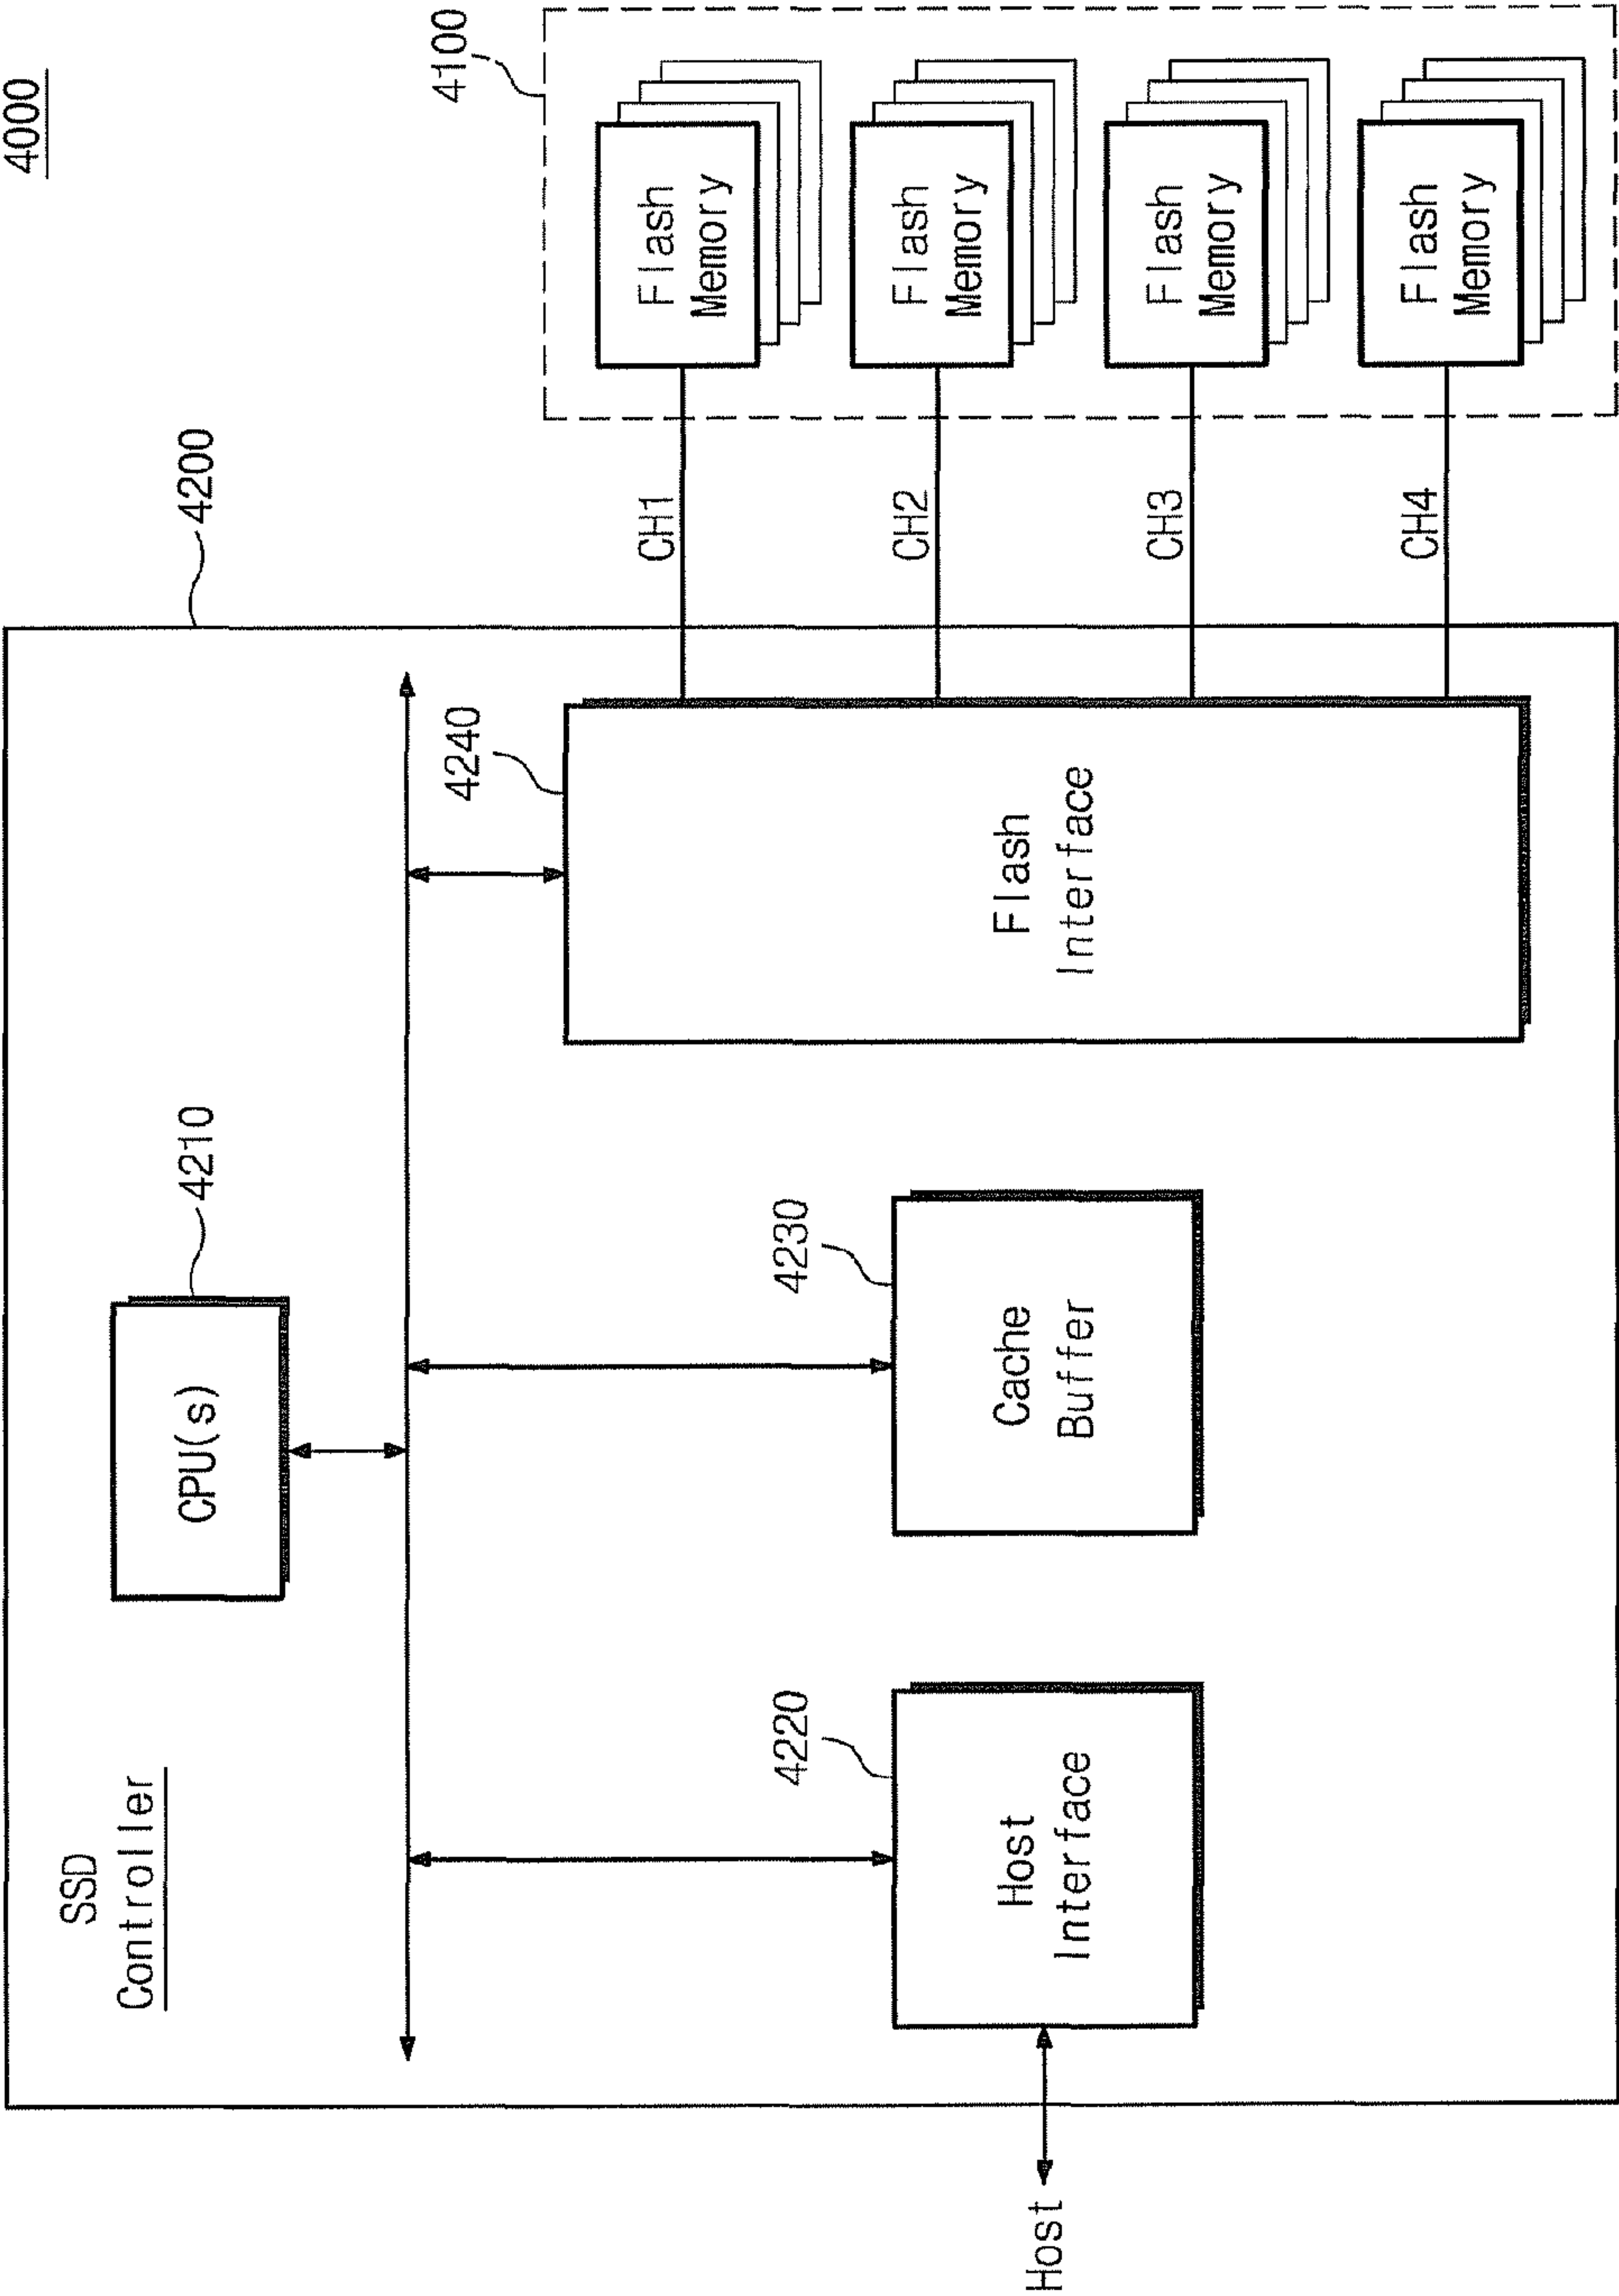 4000
SSD
Controller
4200
4100
CPU(s)
4210
4240
4220
4230
Host
Host
Interface
Cache
Buffer
Flash
Interface
CH1
Flash
Memory
CH2
Flash
Memory
CH3
Flash
Memory
CH4
Flash
Memory